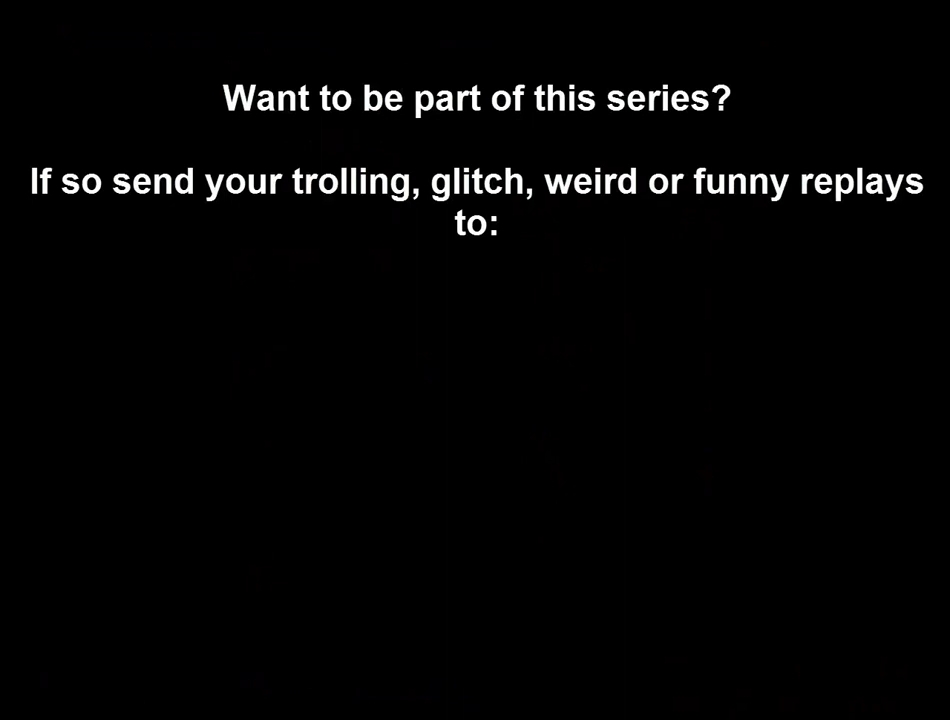 Want to be part of this series?
If so send your trolling, glitch, weird or funny replays
to: